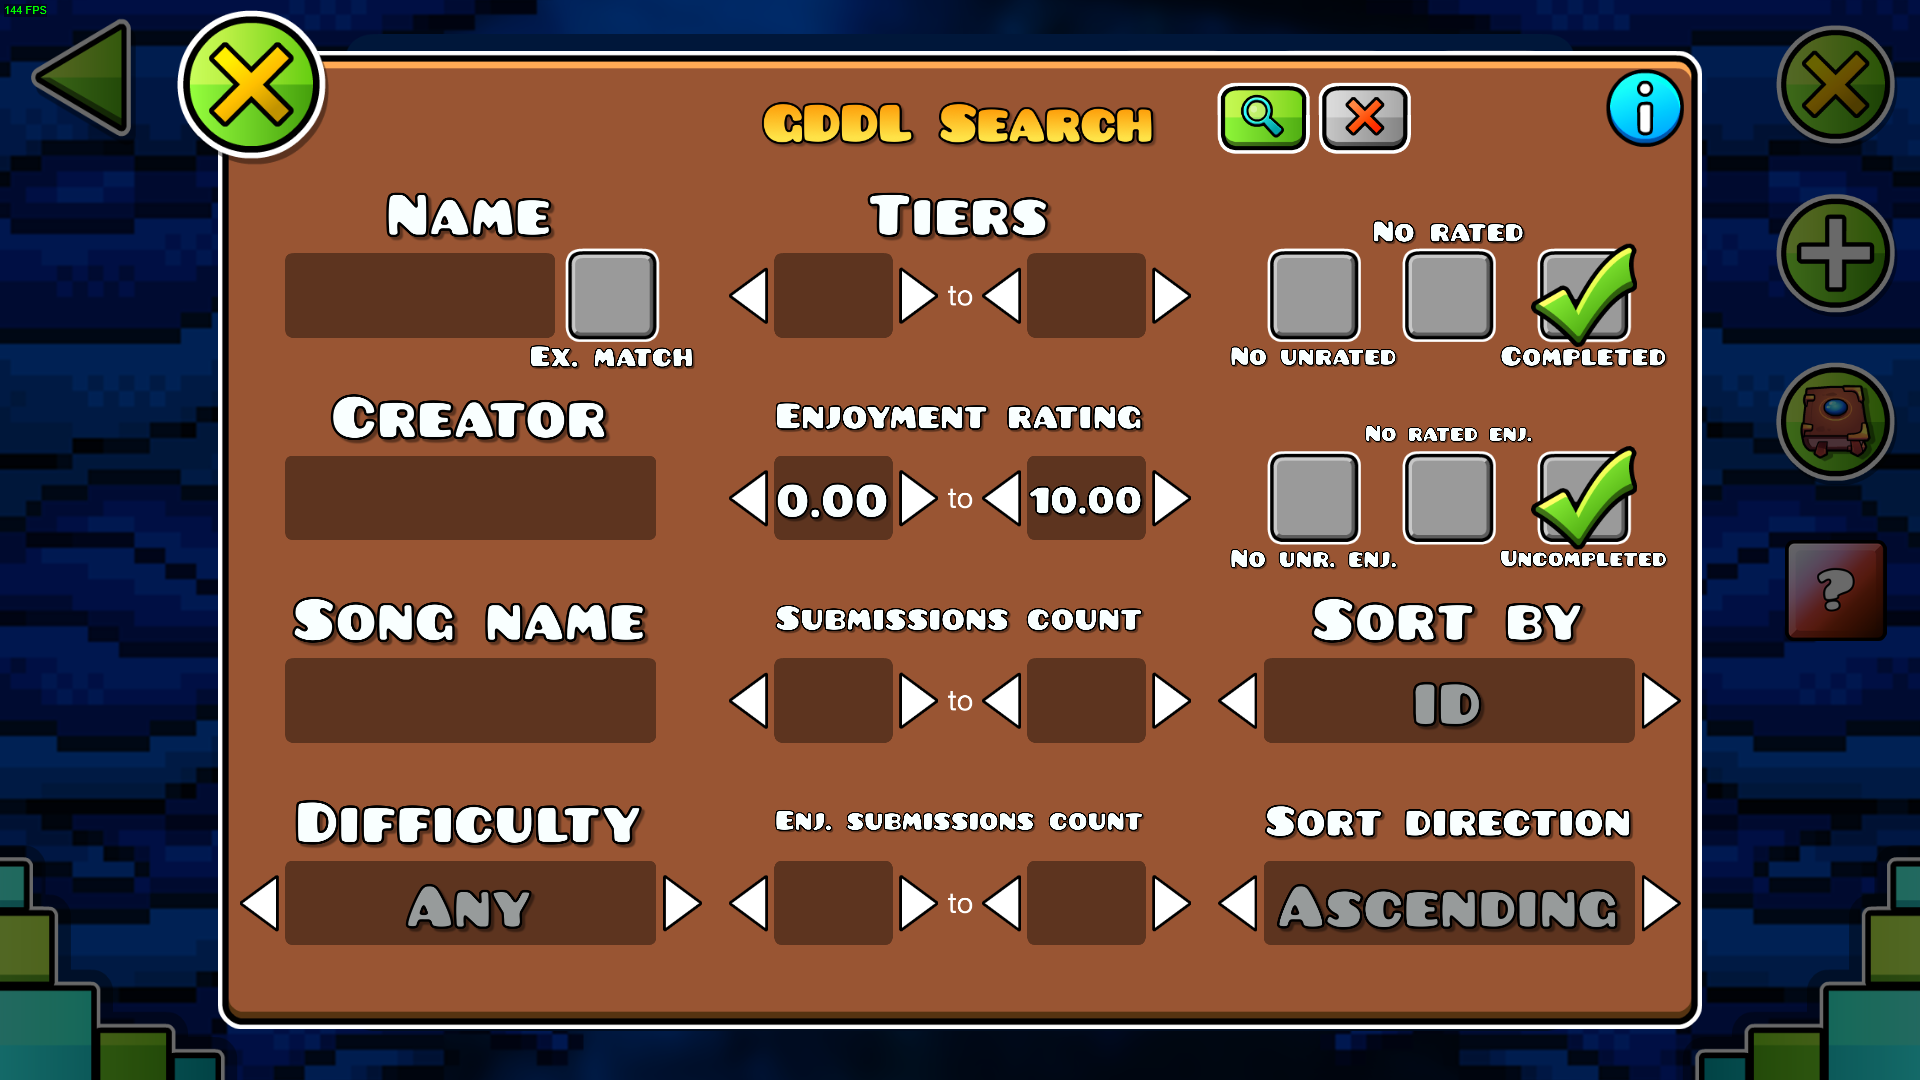 144 FPS
GDDL Search
Name
Tiers
No rated
to
Ex. match
No unrated
Completed
Creator
Enjoyment rating
No rated enj.
0.00 to 10.00
No unr. enj.
Uncompleted
Song name
Submissions count
Sort by
to
ID
Difficulty
Enj. submissions count
Sort direction
Any
to
Ascending